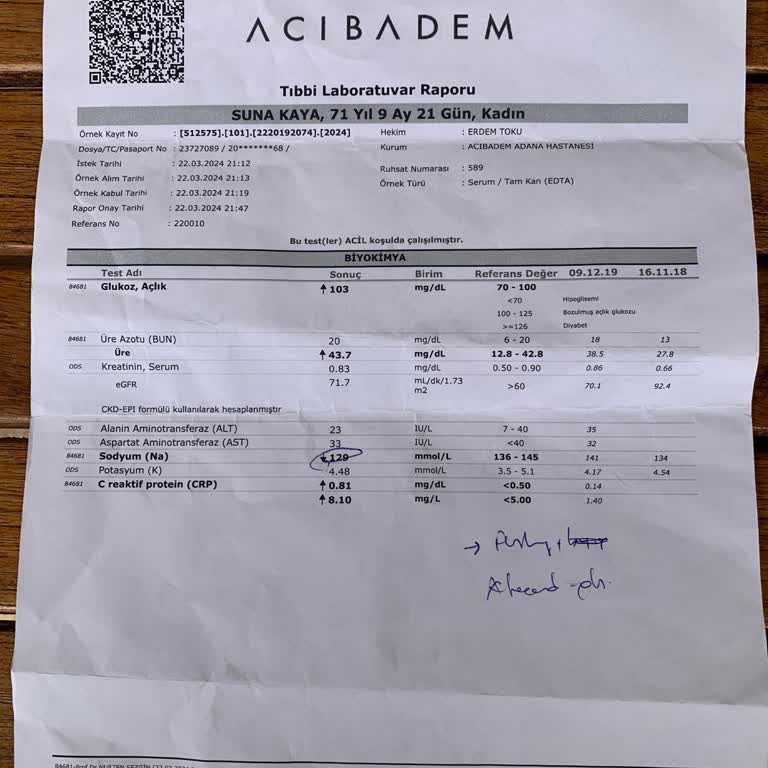 ACIBADEM
Tıbbi Laboratuvar Raporu
SUNA KAYA, 71 Yıl 9 Ay 21 Gün, Kadın
Örnek Kayıt No : [512575].[101].[2220192074].[2024] Hekim : ERDEM TOKU
Dosya/TC/Pasaport No : 23727089 / 20*******68 / Kurum : ACIBADEM ADANA HASTANESİ
İstek Tarihi : 22.03.2024 21:12
Örnek Alım Tarihi : 22.03.2024 21:13 Ruhsat Numarası : 589
Örnek Kabul Tarihi : 22.03.2024 21:19 Örnek Türü : Serum / Tam Kan (EDTA)
Rapor Onay Tarihi : 22.03.2024 21:47
Referans No : 220010
Bu test(ler) ACİL koşulda çalışılmıştır.
BİYOKİMYA
Test Adı Sonuç Birim Referans Değer 09.12.19 16.11.18
84681 Glukoz, Açlık ↑ 103 mg/dL 70 - 100
<70 Hipoglisemi
100 - 125 Bozulmuş açlık glukozu
>=126 Diyabet
84681 Üre Azotu (BUN) 20 mg/dL 6 - 20 18 13
Üre ↑ 43.7 mg/dL 12.8 - 42.8 38.5 27.8
ODS Kreatinin, Serum 0.83 mg/dL 0.50 - 0.90 0.86 0.66
eGFR 71.7 mL/dk/1.73 m2 >60 70.1 92.4
CKD-EPI formülü kullanılarak hesaplanmıştır
ODS Alanin Aminotransferaz (ALT) 23 IU/L 7 - 40 35
ODS Aspartat Aminotransferaz (AST) 33 IU/L <40 32
84681 Sodyum (Na) ↓ 129 mmol/L 136 - 145 141 134
ODS Potasyum (K) 4.48 mmol/L 3.5 - 5.1 4.17 4.54
84681 C reaktif protein (CRP) ↑ 0.81 mg/dL <0.50 0.14
↑ 8.10 mg/L <5.00 1.40